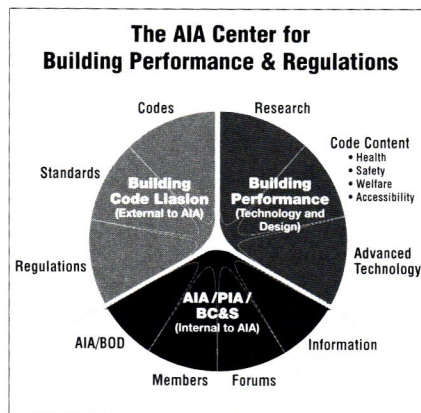 The AIA Center for
Building Performance & Regulations
Codes
Research
Standards
Code Content
• Health
• Safety
• Welfare
• Accessibility
Building
Code Liasion
(External to AIA)
Building
Performance
(Technology and
Design)
Regulations
Advanced
Technology
AIA/PIA/
BC&S
(Internal to AIA)
AIA/BOD
Information
Members
Forums